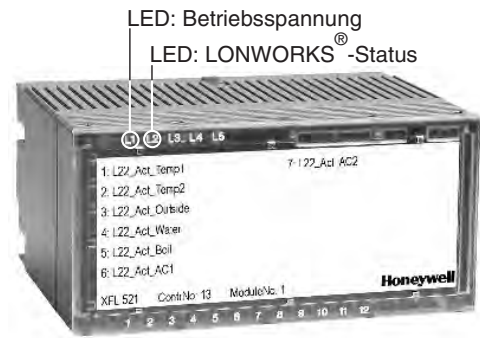 LED: Betriebsspannung
LED: LONWORKS®-Status
L1 L2 L3 L4 L5
1: L22_Act_Temp1
7: L22_Act_AC2
2: L22_Act_Temp2
3: L22_Act_Outside
4: L22_Act_Water
5: L22_Act_Boil
6: L22_Act_AC1
Honeywell
XFL 521 ContrNo: 13 ModuleNo. 1
1 2 3 4 5 6 7 8 9 10 11 12